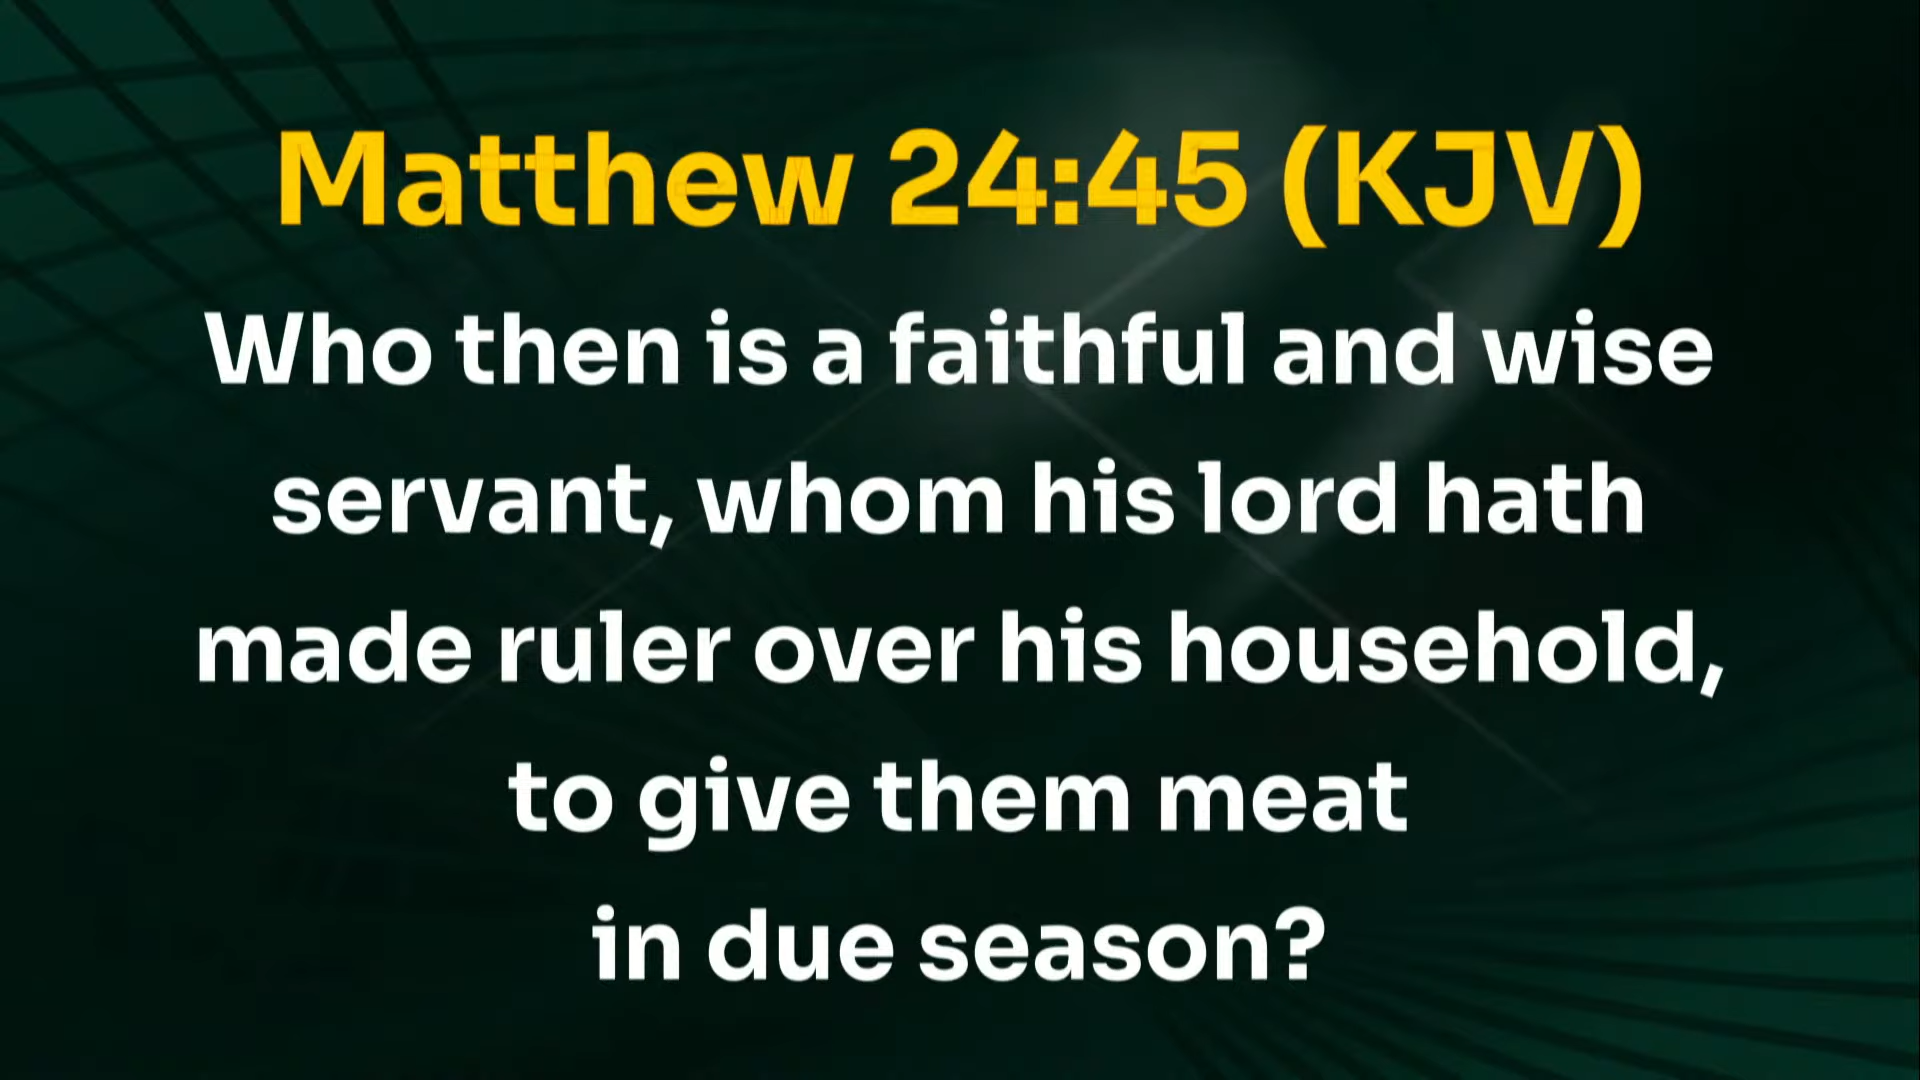 Matthew 24:45 (KJV)
Who then is a faithful and wise
servant, whom his lord hath
made ruler over his household,
to give them meat
in due season?